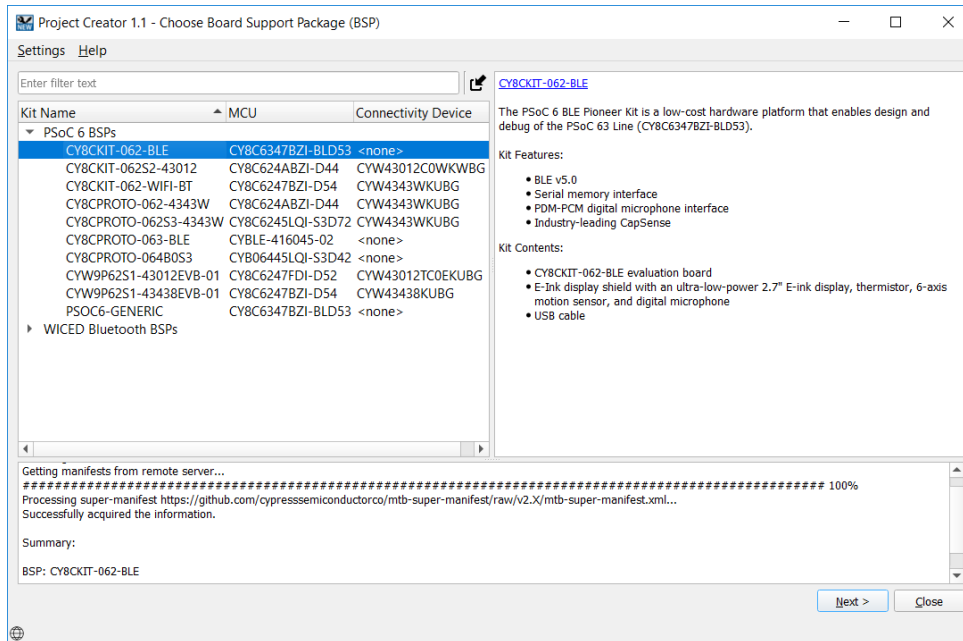 Project Creator 1.1 - Choose Board Support Package (BSP)
Settings Help
Enter filter text
Kit Name MCU Connectivity Device
PSoC 6 BSPs
CY8CKIT-062-BLE CY8C6347BZI-BLD53 <none>
CY8CKIT-062S2-43012 CY8C624ABZI-D44 CYW43012C0WKWBG
CY8CKIT-062-WIFI-BT CY8C6247BZI-D54 CYW4343WKUBG
CY8CPROTO-062-4343W CY8C624ABZI-D44 CYW4343WKUBG
CY8CPROTO-062S3-4343W CY8C6245LQI-S3D72 CYW4343WKUBG
CY8CPROTO-063-BLE CYBLE-416045-02 <none>
CY8CPROTO-064B0S3 CYB06445LQI-S3D42 <none>
CYW9P62S1-43012EVB-01 CY8C6247FDI-D52 CYW43012TC0EKUBG
CYW9P62S1-43438EVB-01 CY8C6247BZI-D54 CYW43438KUBG
PSOC6-GENERIC CY8C6347BZI-BLD53 <none>
WICED Bluetooth BSPs
CY8CKIT-062-BLE
The PSoC 6 BLE Pioneer Kit is a low-cost hardware platform that enables design and
debug of the PSoC 63 Line (CY8C6347BZI-BLD53).
Kit Features:
• BLE v5.0
• Serial memory interface
• PDM-PCM digital microphone interface
• Industry-leading CapSense
Kit Contents:
• CY8CKIT-062-BLE evaluation board
• E-Ink display shield with an ultra-low-power 2.7" E-ink display, thermistor, 6-axis
motion sensor, and digital microphone
• USB cable
Getting manifests from remote server...
#################################################################################################### 100%
Processing super-manifest https://github.com/cypresssemiconductorco/mtb-super-manifest/raw/v2.X/mtb-super-manifest.xml...
Successfully acquired the information.
Summary:
BSP: CY8CKIT-062-BLE
Next >
Close